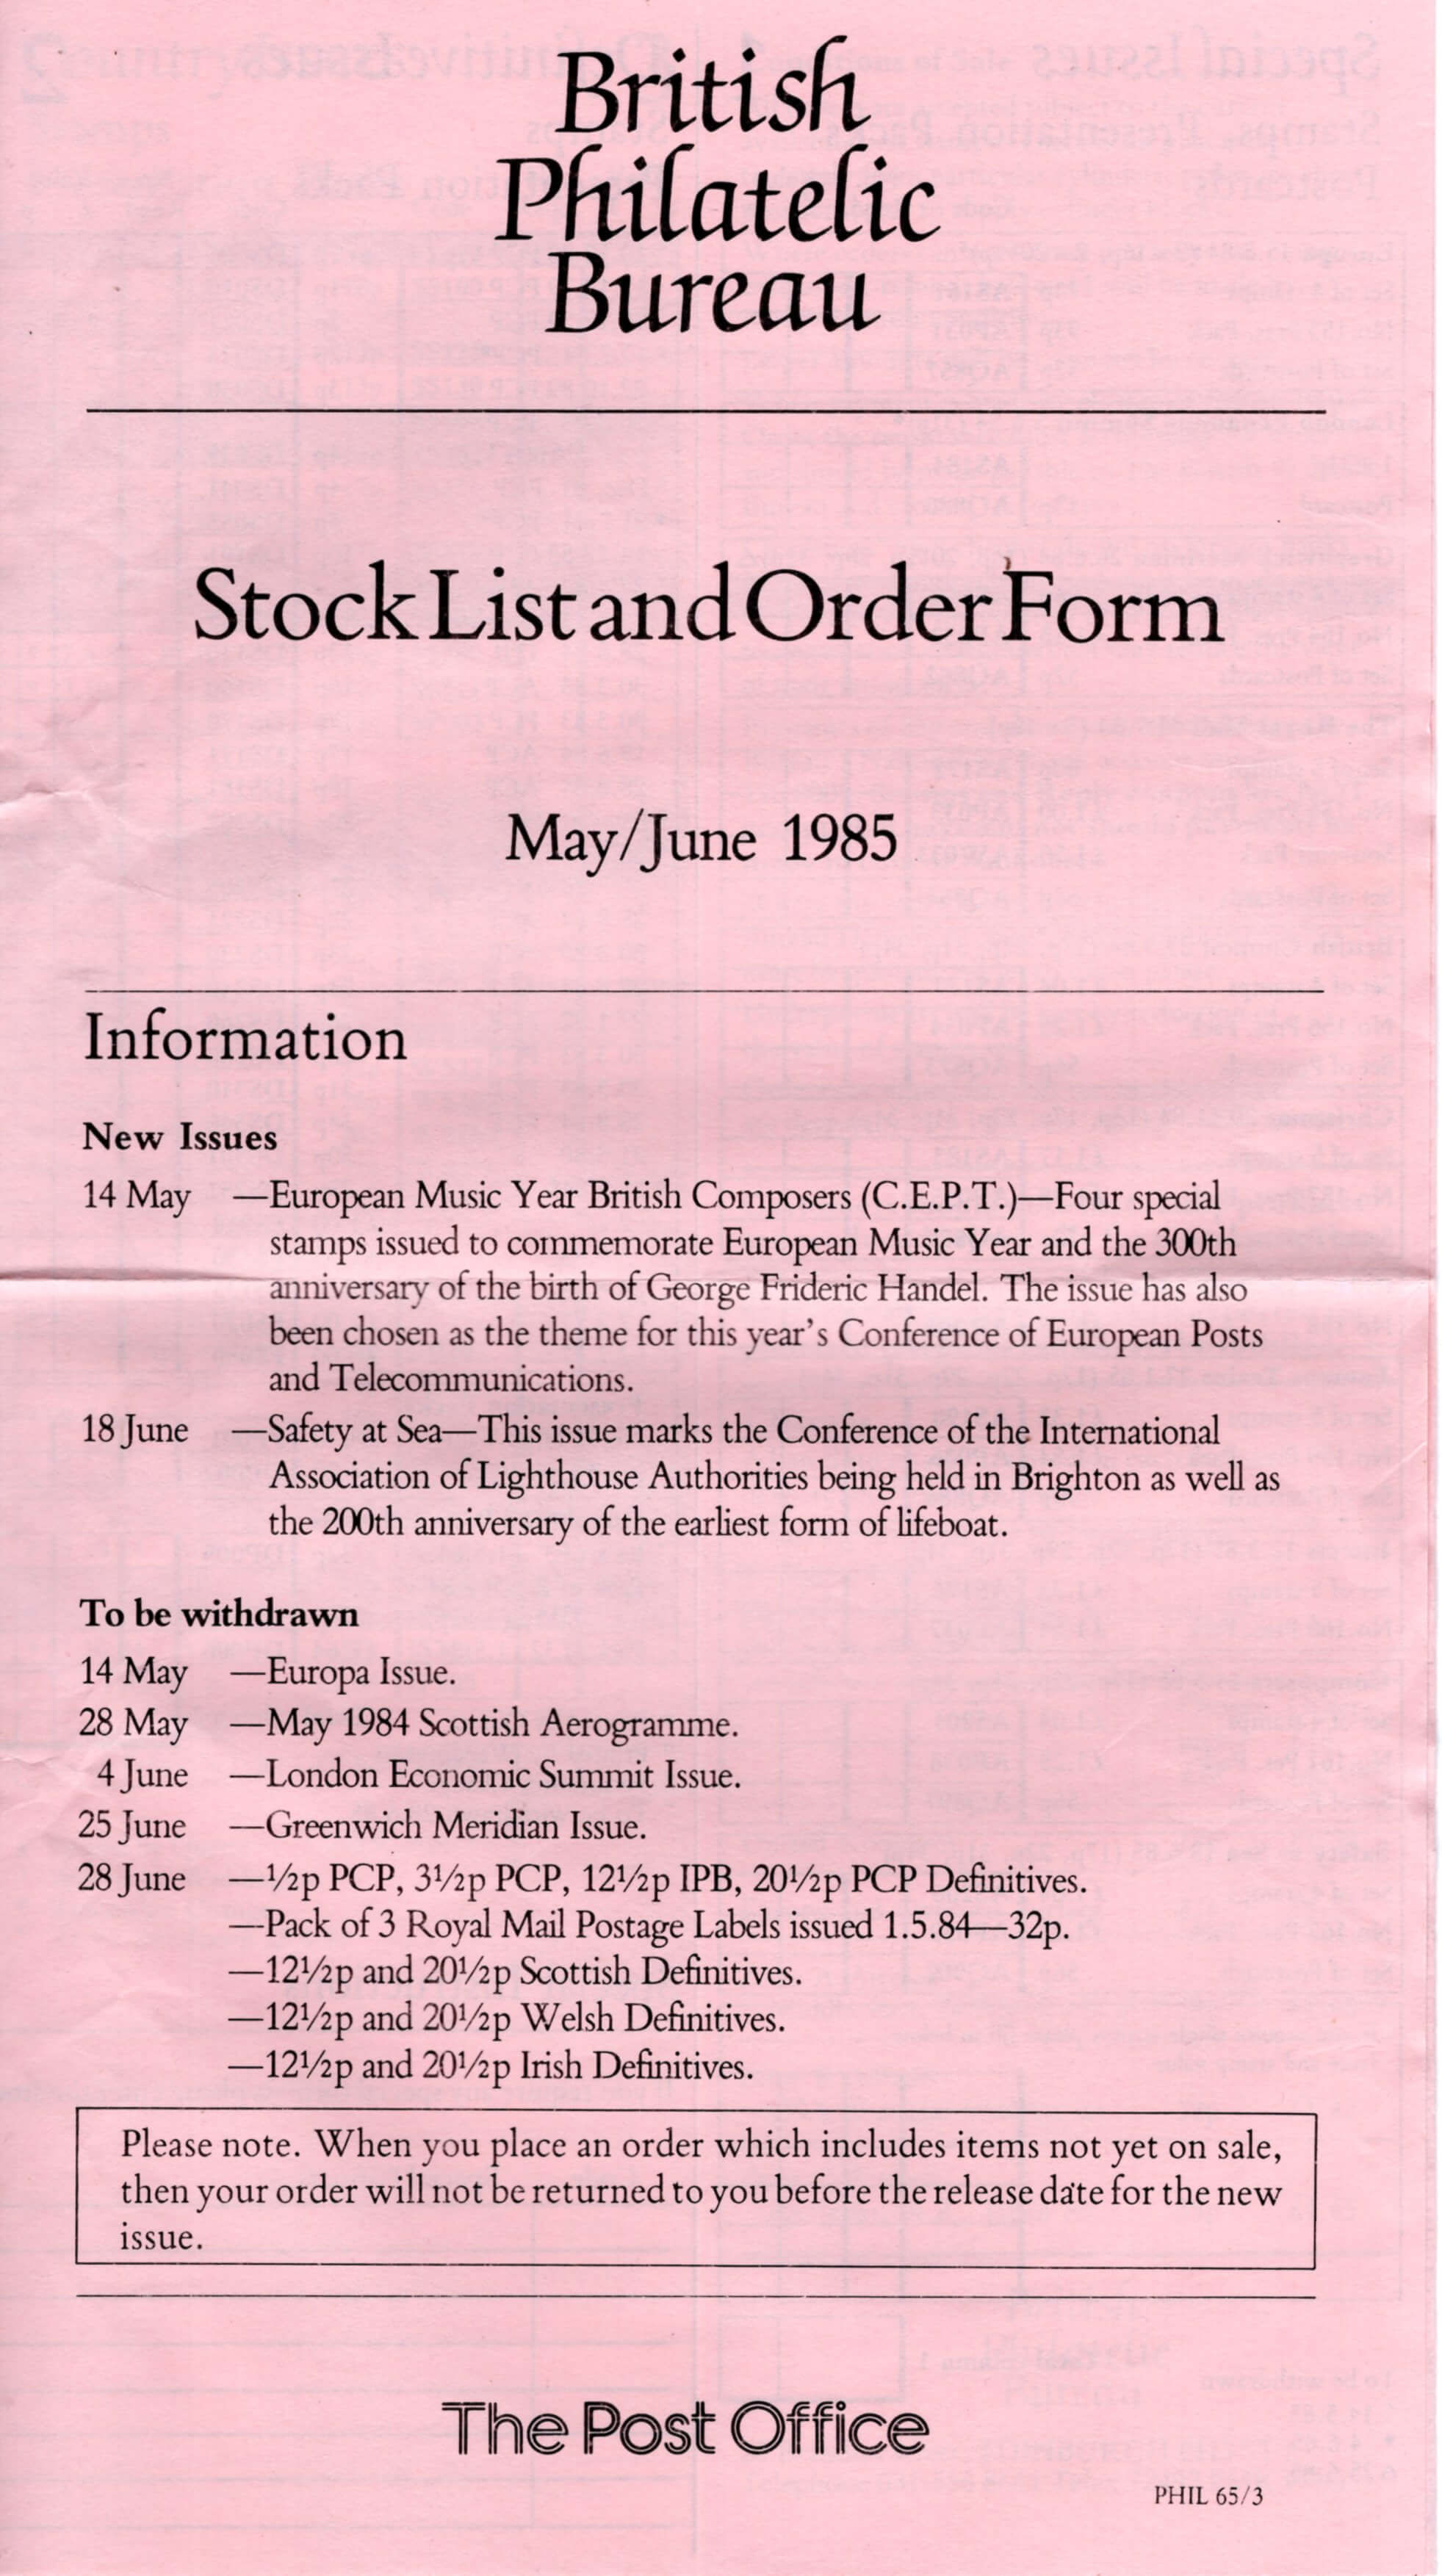 British
Philatelic
Bureau
Stock List and Order Form
May/June 1985
Information
New Issues
14 May —European Music Year British Composers (C.E.P.T.)—Four special
stamps issued to commemorate European Music Year and the 300th
anniversary of the birth of George Frideric Handel. The issue has also
been chosen as the theme for this year's Conference of European Posts
and Telecommunications.
18 June —Safety at Sea—This issue marks the Conference of the International
Association of Lighthouse Authorities being held in Brighton as well as
the 200th anniversary of the earliest form of lifeboat.
To be withdrawn
14 May —Europa Issue.
28 May —May 1984 Scottish Aerogramme.
4 June —London Economic Summit Issue.
25 June —Greenwich Meridian Issue.
28 June —½p PCP, 3½p PCP, 12½p IPB, 20½p PCP Definitives.
—Pack of 3 Royal Mail Postage Labels issued 1.5.84—32p.
—12½p and 20½p Scottish Definitives.
—12½p and 20½p Welsh Definitives.
—12½p and 20½p Irish Definitives.
Please note. When you place an order which includes items not yet on sale,
then your order will not be returned to you before the release date for the new
issue.
The Post Office
PHIL 65/3